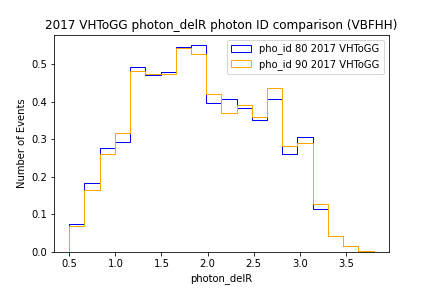 2017 VHToGG photon_delR photon ID comparison (VBFHH)
pho_id 80 2017 VHToGG
pho_id 90 2017 VHToGG
Number of Events
0.5
0.4
0.3
0.2
0.1
0.0
0.5 1.0 1.5 2.0 2.5 3.0 3.5
photon_delR